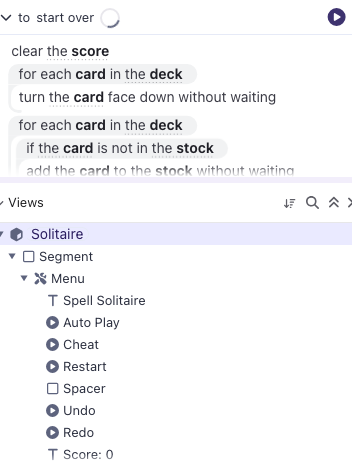 to start over
clear the score
for each card in the deck
turn the card face down without waiting
for each card in the deck
if the card is not in the stock
add the card to the stock without waiting
Views
Solitaire
Segment
Menu
Spell Solitaire
Auto Play
Cheat
Restart
Spacer
Undo
Redo
Score: 0